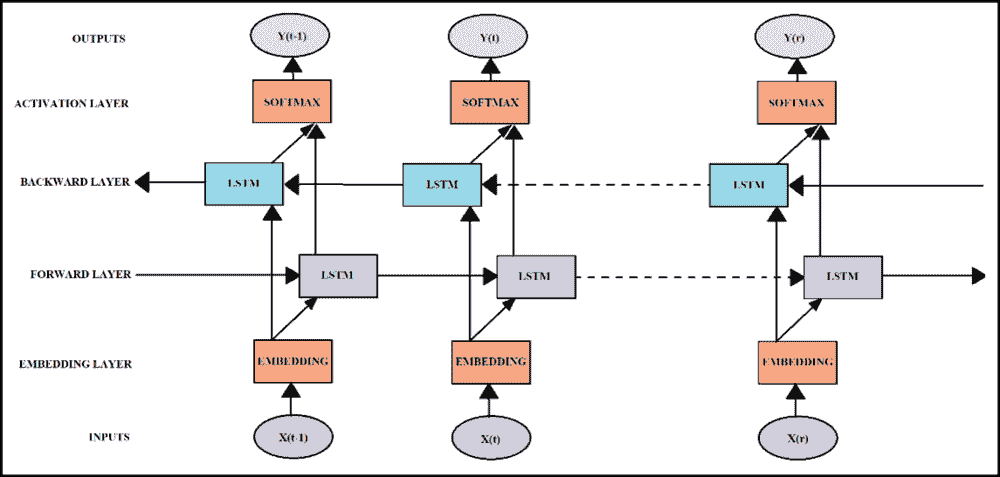 OUTPUTS Y(t-1) Y(t) Y(r)
ACTIVATION LAYER SOFTMAX SOFTMAX SOFTMAX
BACKWARD LAYER LSTM LSTM LSTM
FORWARD LAYER LSTM LSTM LSTM
EMBEDDING LAYER EMBEDDING EMBEDDING EMBEDDING
INPUTS X(t-1) X(t) X(r)